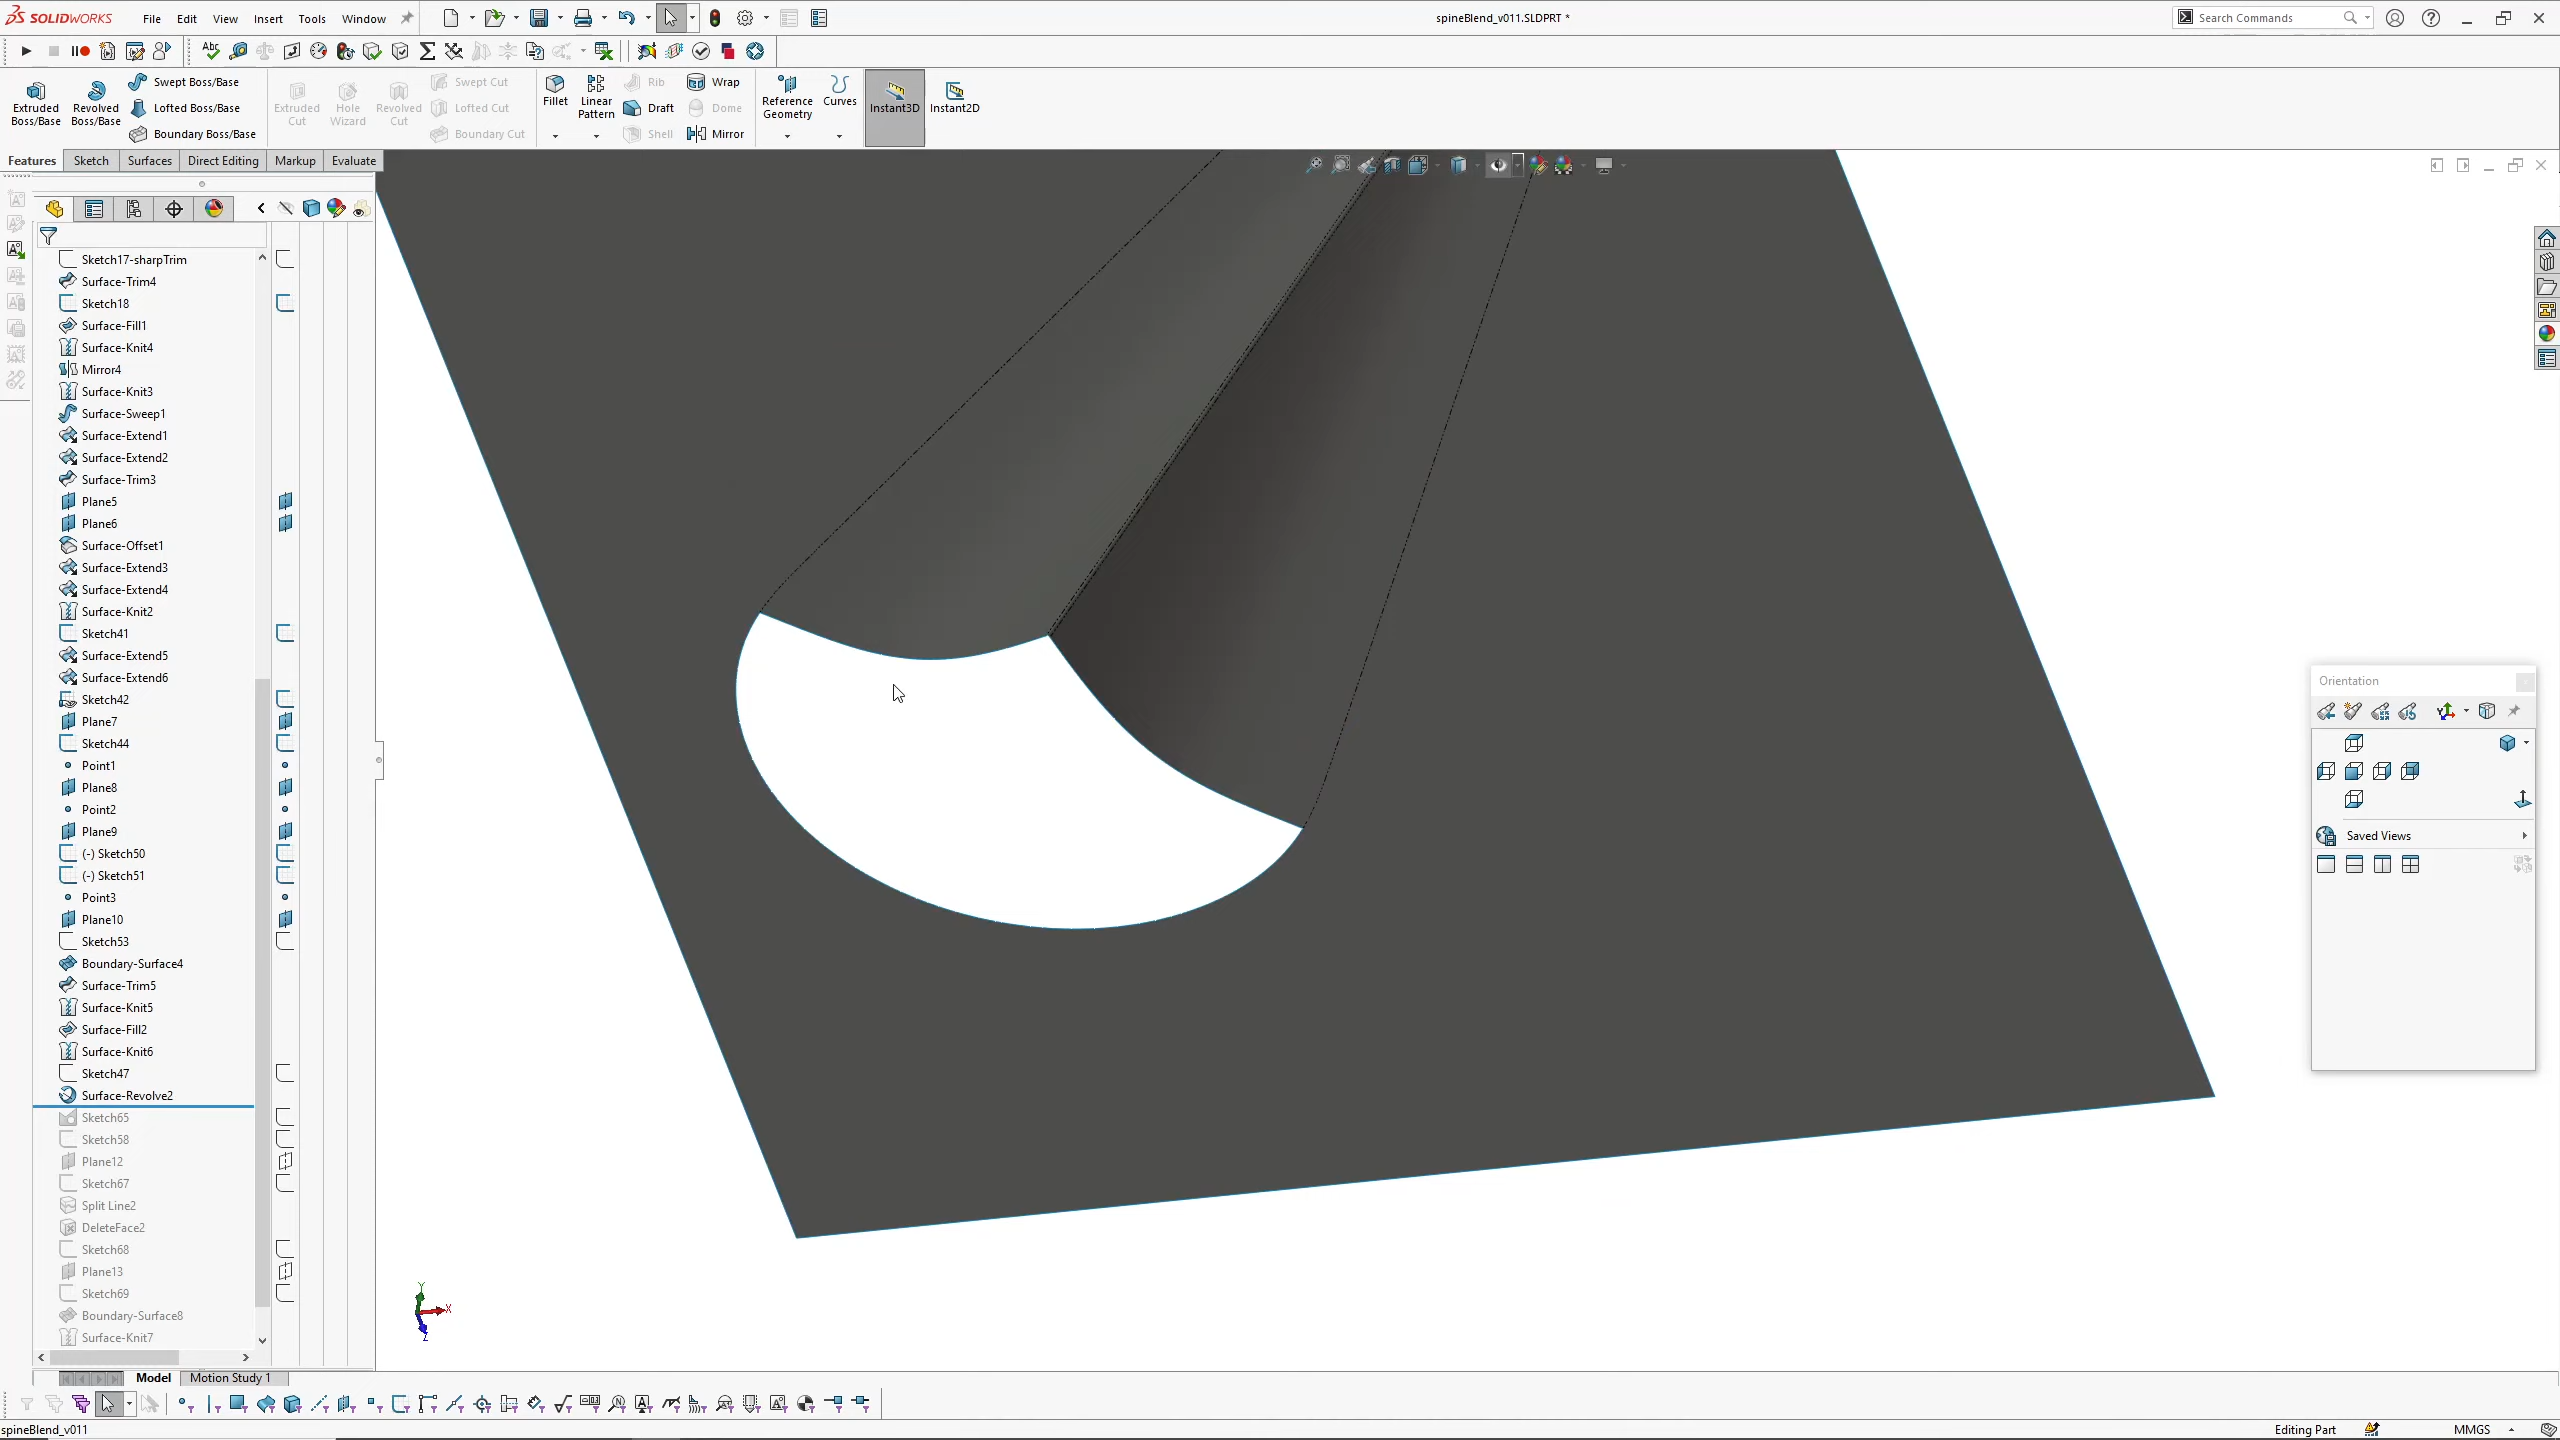 SOLIDWORKS File Edit View Insert Tools Window spineBlend_v011.SLDPRT * Search Commands
Extruded Boss/Base
Revolved Boss/Base
Swept Boss/Base
Lofted Boss/Base
Boundary Boss/Base
Extruded Cut
Hole Wizard
Revolved Cut
Swept Cut
Lofted Cut
Boundary Cut
Fillet
Linear Pattern
Rib
Draft
Shell
Wrap
Dome
Mirror
Reference Geometry
Curves
Instant3D
Instant2D
Features Sketch Surfaces Direct Editing Markup Evaluate
Sketch17-sharpTrim
Surface-Trim4
Sketch18
Surface-Fill1
Surface-Knit4
Mirror4
Surface-Knit3
Surface-Sweep1
Surface-Extend1
Surface-Extend2
Surface-Trim3
Plane5
Plane6
Surface-Offset1
Surface-Extend3
Surface-Extend4
Surface-Knit2
Sketch41
Surface-Extend5
Surface-Extend6
Sketch42
Plane7
Sketch44
Point1
Plane8
Point2
Plane9
(-) Sketch50
(-) Sketch51
Point3
Plane10
Sketch53
Boundary-Surface4
Surface-Trim5
Surface-Knit5
Surface-Fill2
Surface-Knit6
Sketch47
Surface-Revolve2
Sketch65
Sketch58
Plane12
Sketch67
Split Line2
DeleteFace2
Sketch68
Plane13
Sketch69
Boundary-Surface8
Surface-Knit7
Orientation
Saved Views
Y
X
Z
Model Motion Study 1
spineBlend_v011 Editing Part MMGS